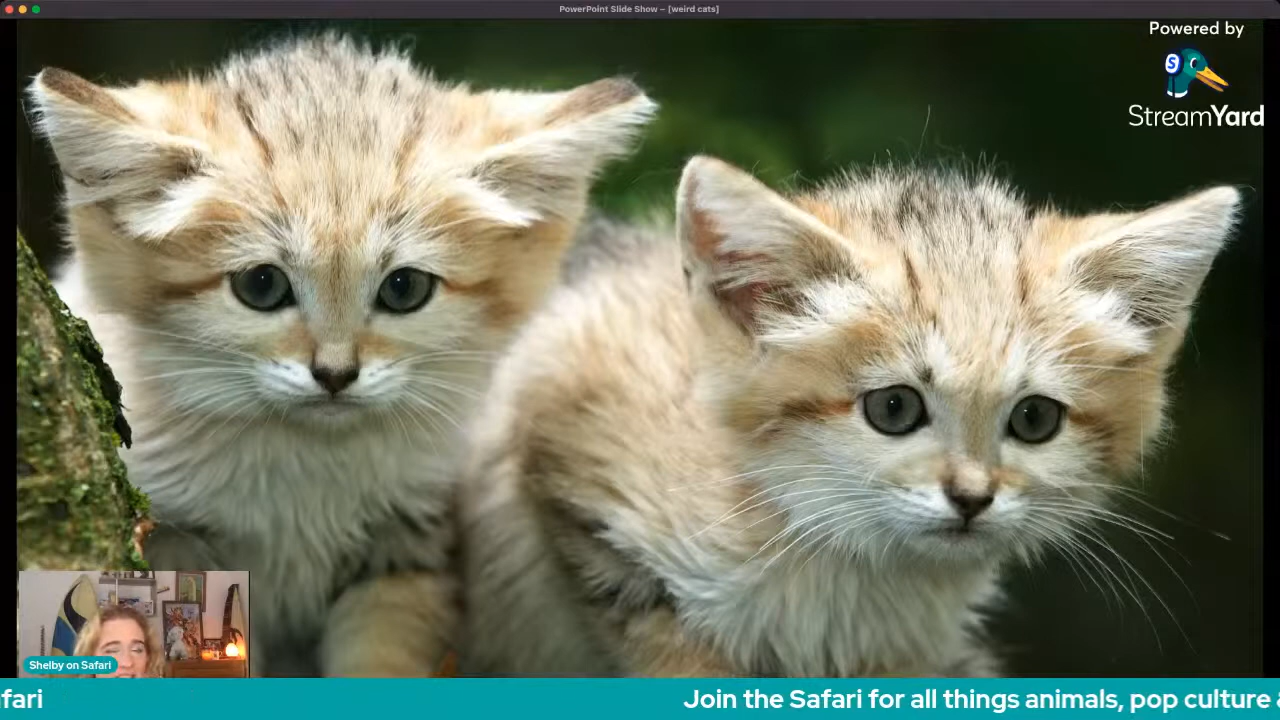 PowerPoint Slide Show – [weird cats]
Powered by
StreamYard
Shelby on Safari
fari
Join the Safari for all things animals, pop culture